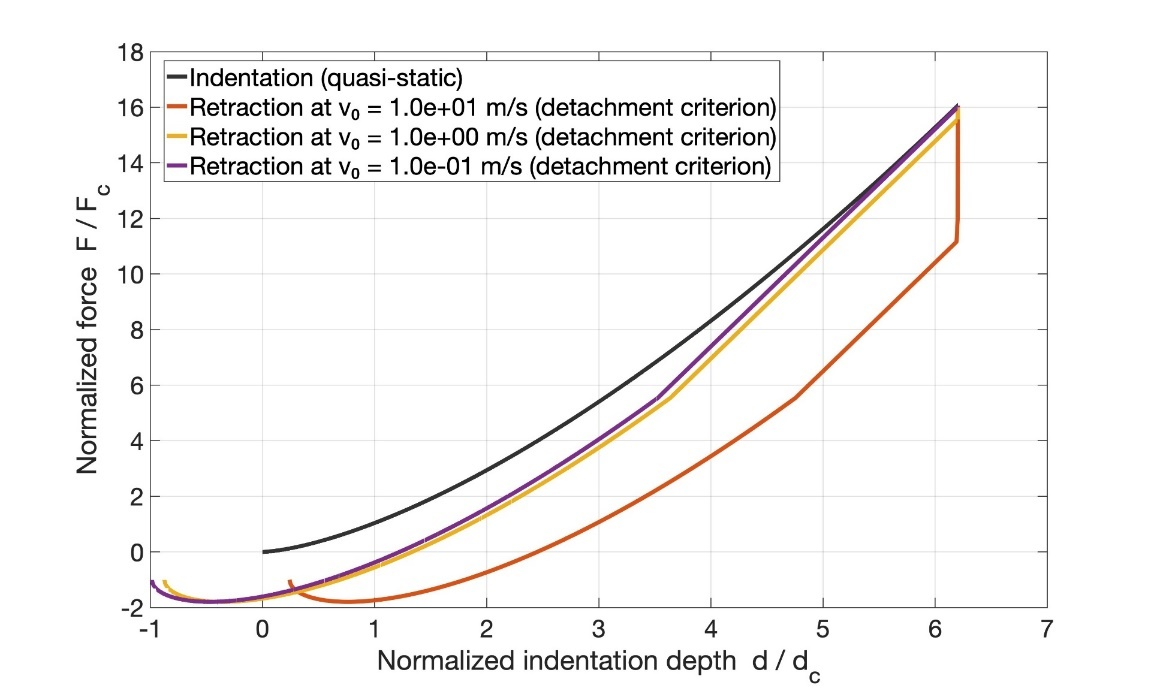 18
16
14
12
10
8
6
4
2
0
-2
Normalized force F / F_c
Indentation (quasi-static)
Retraction at v₀ = 1.0e+01 m/s (detachment criterion)
Retraction at v₀ = 1.0e+00 m/s (detachment criterion)
Retraction at v₀ = 1.0e-01 m/s (detachment criterion)
-1 0 1 2 3 4 5 6 7
Normalized indentation depth d / d_c